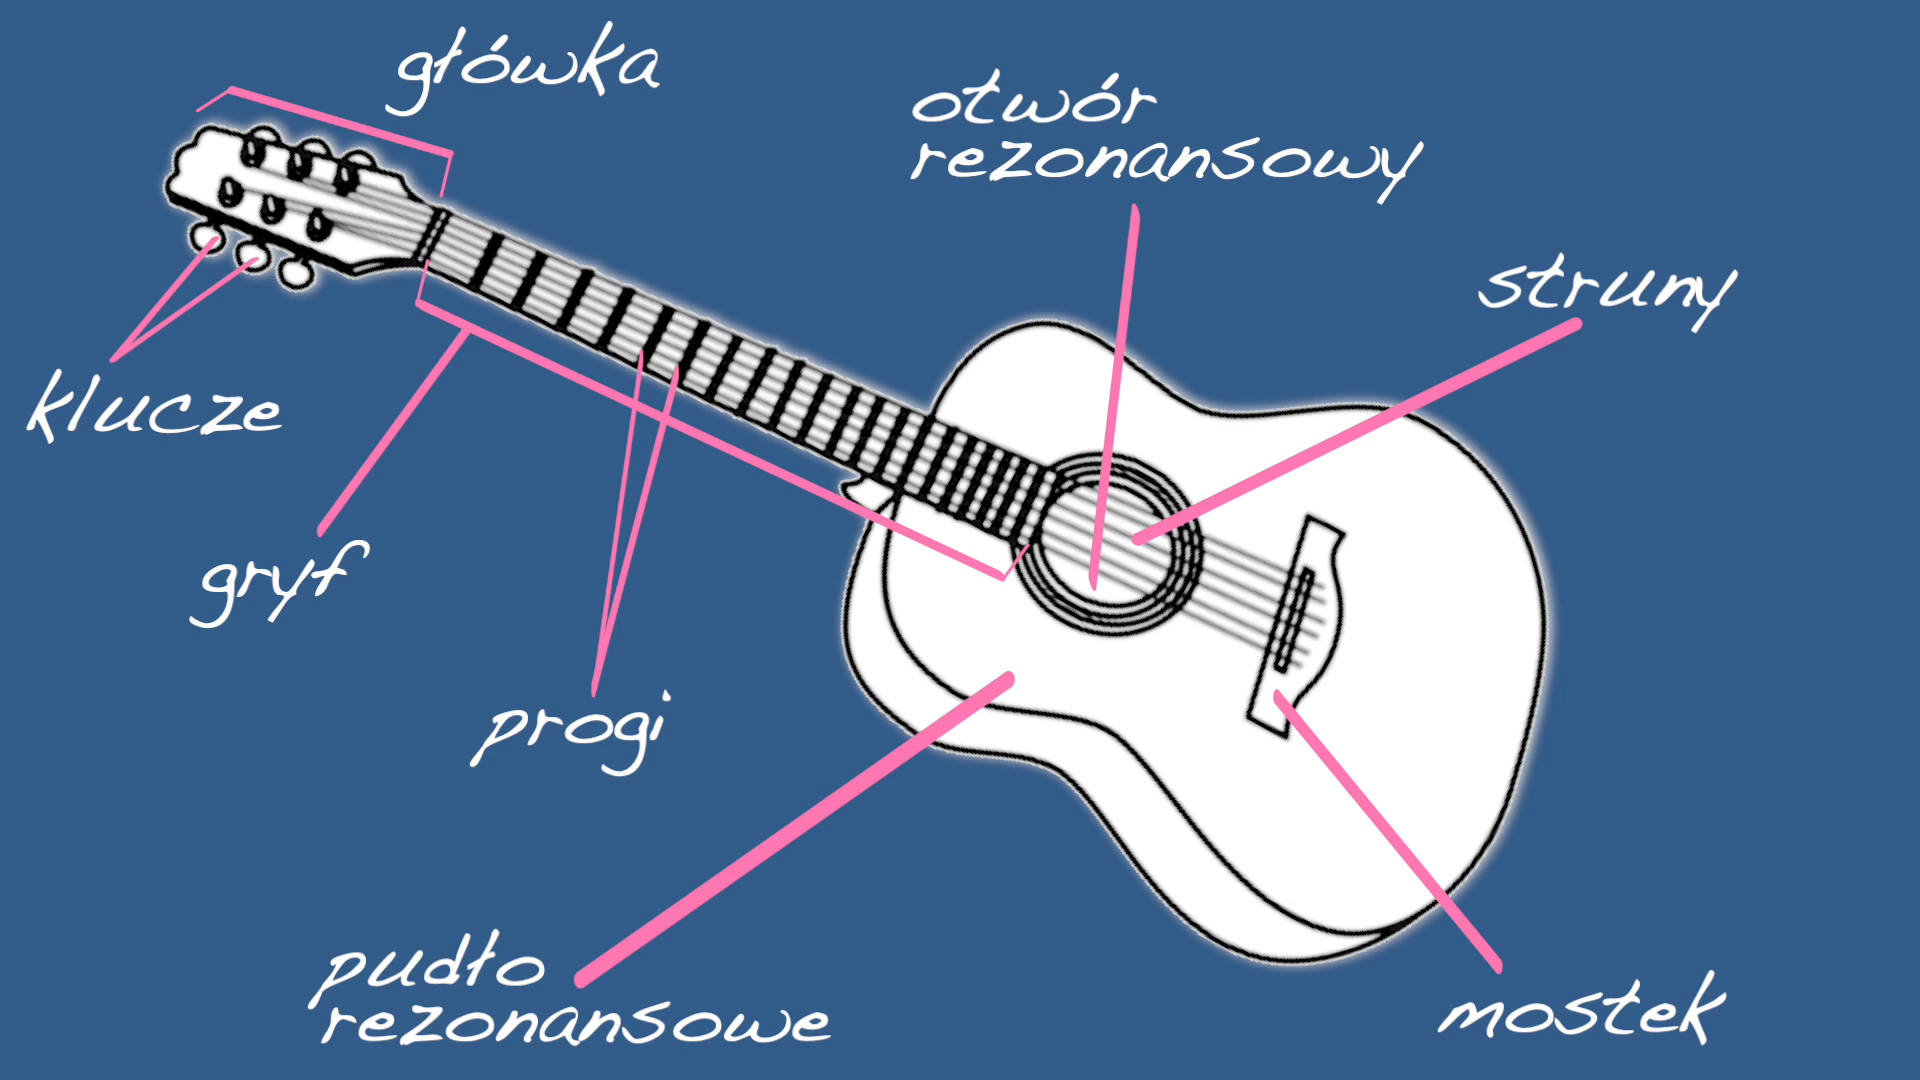 główka
otwór
rezonansowy
struny
klucze
gryf
progi
pudło
rezonansowe
mostek